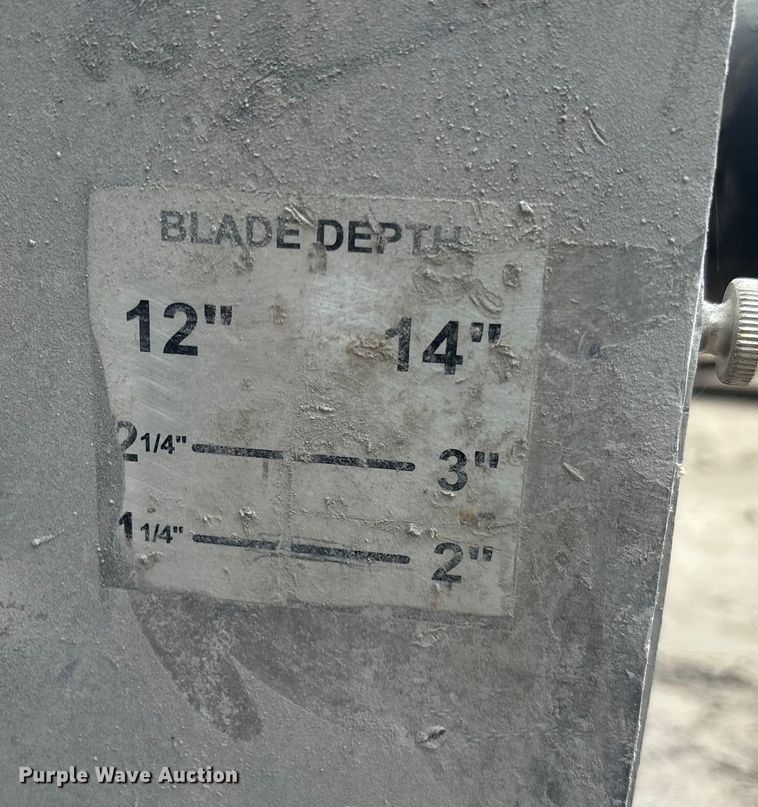 BLADE DEPTH
12" 14"
2 1/4" 3"
1 1/4" 2"
Purple Wave Auction